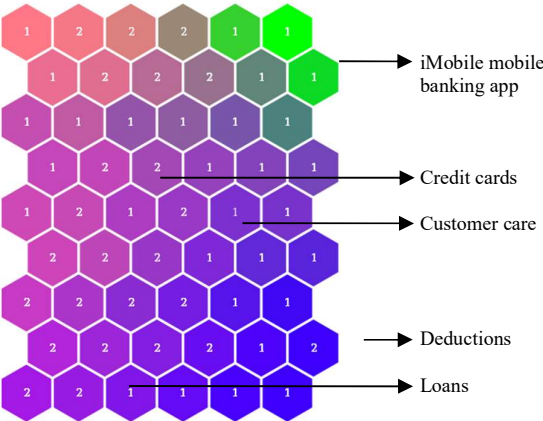 1 2 2 2 1 1
1 2 2 2 1 1
iMobile mobile
banking app
1 1 1 1 1 1
1 2 2 1 1 1
Credit cards
1 2 1 2 1 1
Customer care
2 2 2 1 1 1
2 2 2 2 1 1
2 2 2 2 1 2
Deductions
2 2 1 1 1 1
Loans